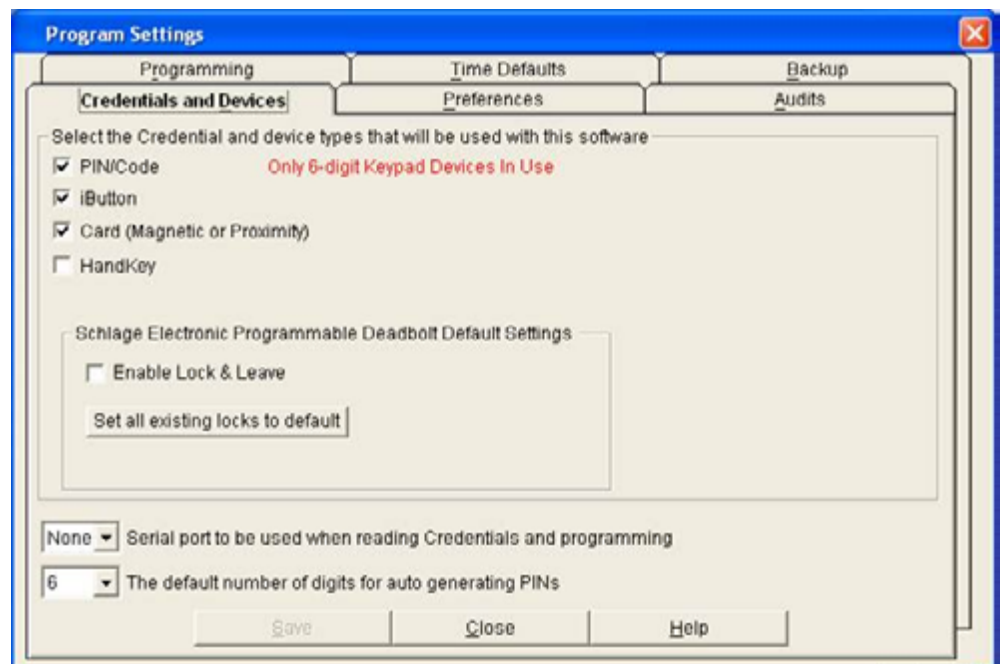 Program Settings
Programming Time Defaults Backup
Credentials and Devices Preferences Audits
Select the Credential and device types that will be used with this software
PIN/Code Only 6-digit Keypad Devices In Use
iButton
Card (Magnetic or Proximity)
HandKey
Schlage Electronic Programmable Deadbolt Default Settings
Enable Lock & Leave
Set all existing locks to default
None Serial port to be used when reading Credentials and programming
6 The default number of digits for auto generating PINs
Save Close Help